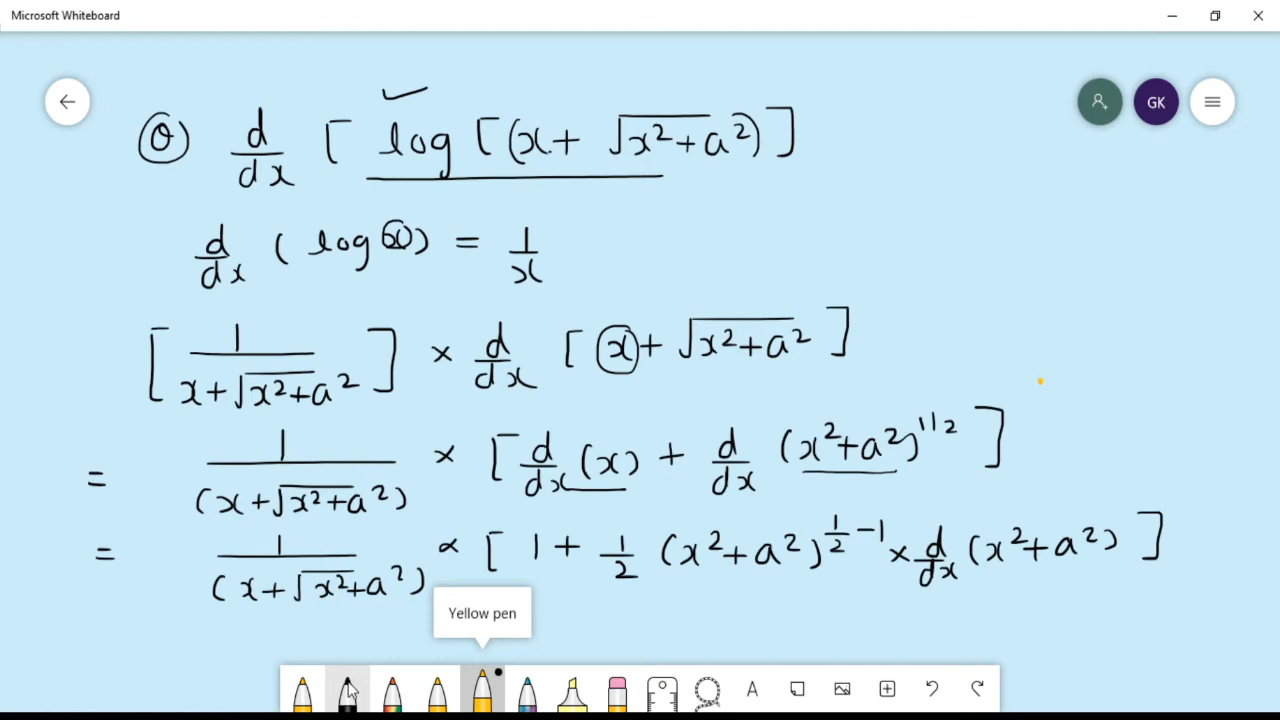 Microsoft Whiteboard
GK
Q) d/dx [ log [(x + √x²+a²) ]
d/dx ( log (x) ) = 1/x
[ 1/(x+√x²+a²) ] × d/dx [ x + √x²+a² ]
= 1/(x+√x²+a²) × [ d/dx (x) + d/dx (x²+a²)^1/2 ]
= 1/(x+√x²+a²) ∝ [ 1 + 1/2 (x²+a²)^1/2 -1 × d/dx (x²+a²) ]
Yellow pen
A